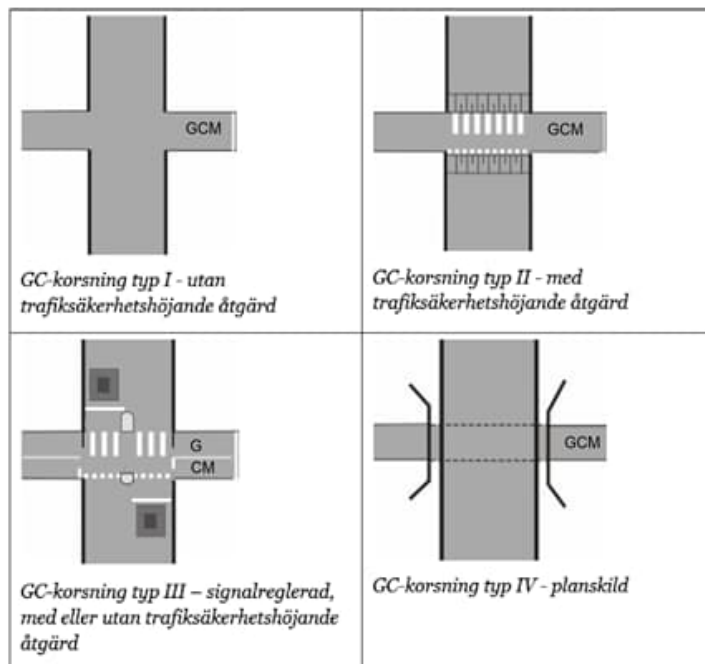 GCM
GC-korsning typ I - utan
trafiksäkerhetshöjande åtgärd
GCM
GC-korsning typ II - med
trafiksäkerhetshöjande åtgärd
G
CM
GC-korsning typ III – signalreglerad,
med eller utan trafiksäkerhetshöjande
åtgärd
GCM
GC-korsning typ IV - planskild